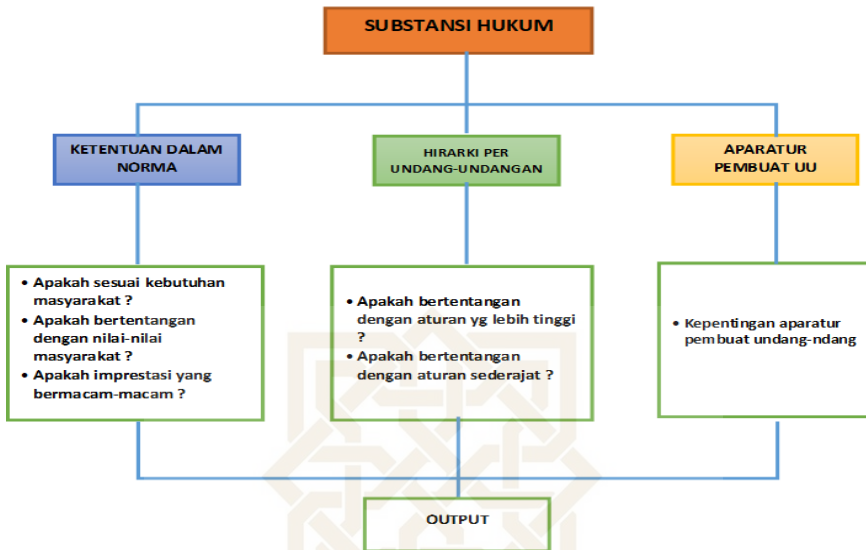 SUBSTANSI HUKUM
KETENTUAN DALAM
NORMA
HIRARKI PER
UNDANG-UNDANGAN
APARATUR
PEMBUAT UU
• Apakah sesuai kebutuhan
masyarakat ?
• Apakah bertentangan
dengan nilai-nilai
masyarakat ?
• Apakah imprestasi yang
bermacam-macam ?
• Apakah bertentangan
dengan aturan yg lebih tinggi
?
• Apakah bertentangan
dengan aturan sederajat ?
• Kepentingan aparatur
pembuat undang-ndang
OUTPUT